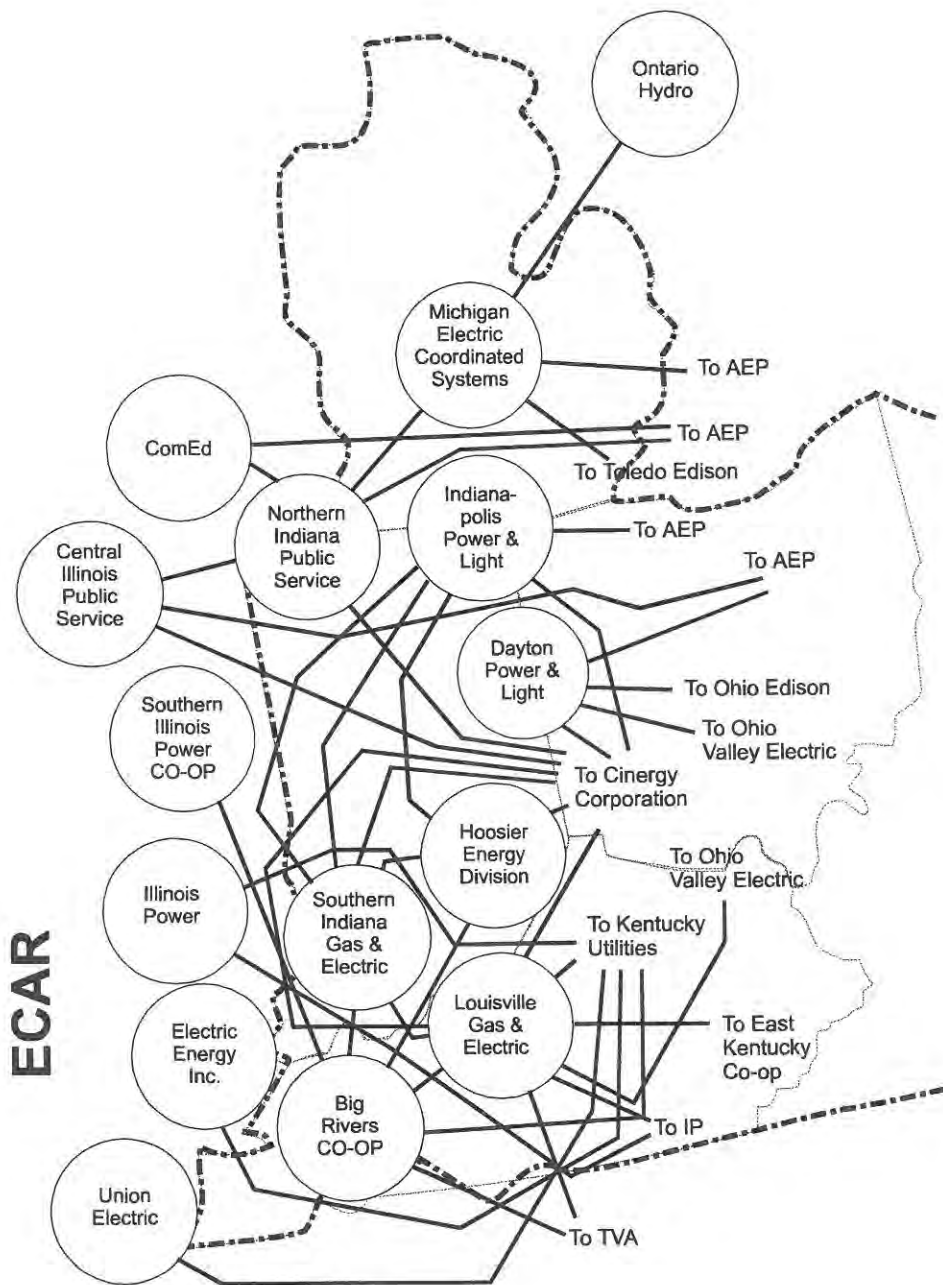 Ontario
Hydro
Michigan
Electric
Coordinated
Systems
To AEP
ComEd
To AEP
To Toledo Edison
Northern
Indiana
Public
Service
Indiana-
polis
Power &
Light
To AEP
Central
Illinois
Public
Service
To AEP
Dayton
Power &
Light
To Ohio Edison
Southern
Illinois
Power
CO-OP
To Ohio
Valley Electric
To Cinergy
Corporation
Hoosier
Energy
Division
To Ohio
Valley Electric
Illinois
Power
Southern
Indiana
Gas &
Electric
To Kentucky
Utilities
ECAR
Louisville
Gas &
Electric
To East
Kentucky
Co-op
Electric
Energy
Inc.
Big
Rivers
CO-OP
To IP
Union
Electric
To TVA